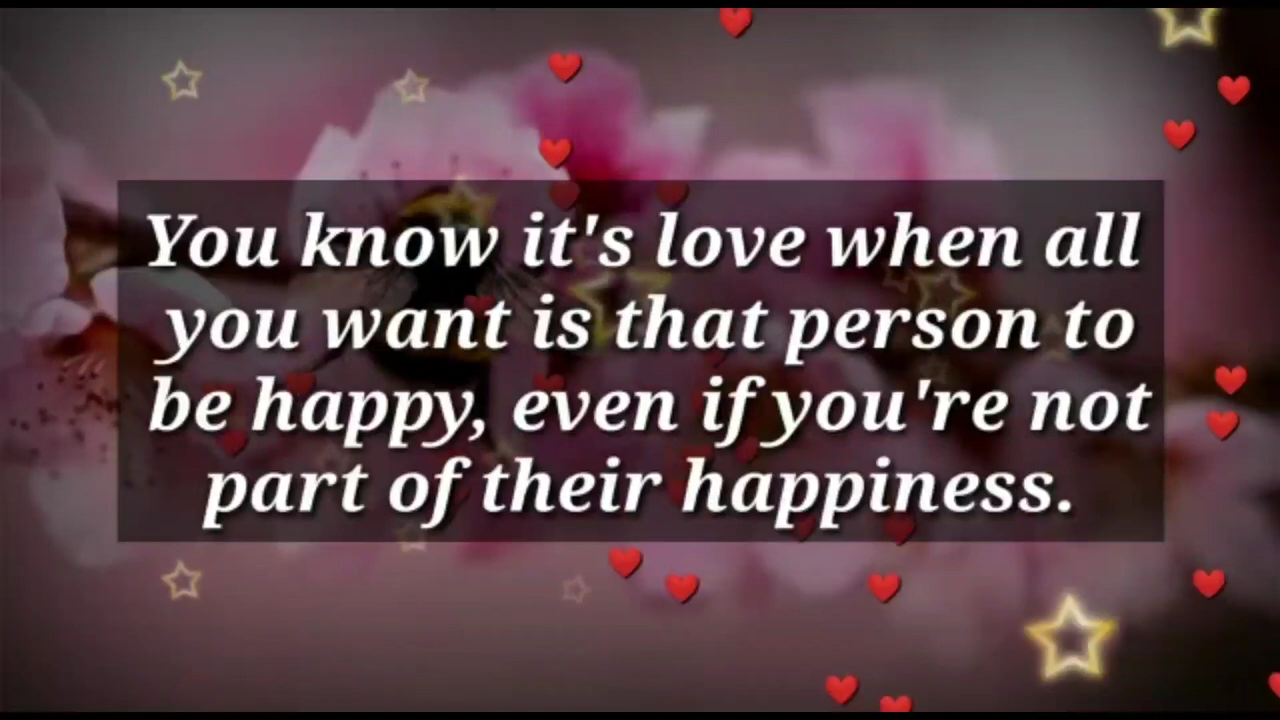 You know it's love when all
you want is that person to
be happy, even if you're not
part of their happiness.